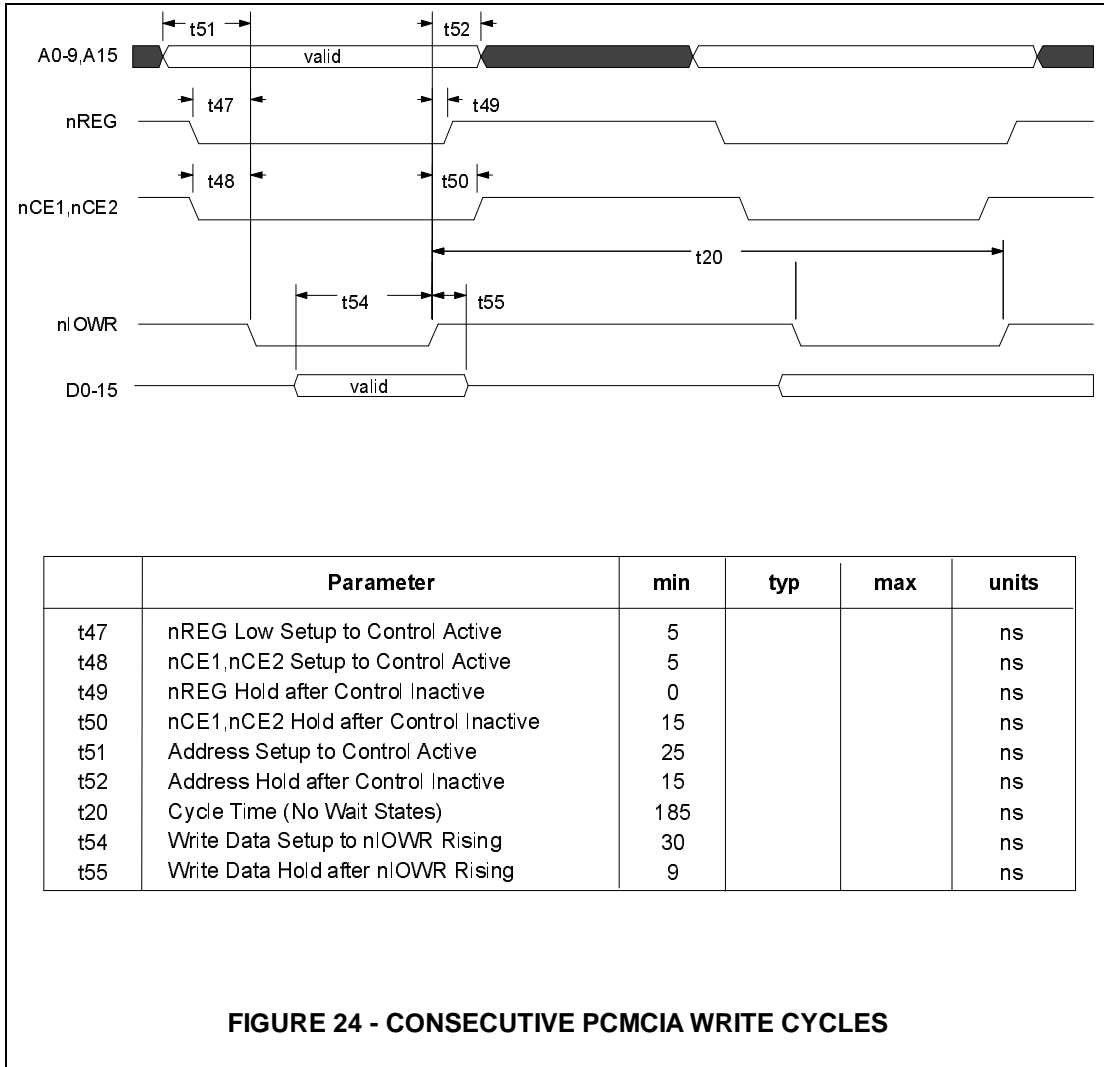 t51
t52
A0-9,A15
valid
t47
t49
nREG
t48
t50
nCE1,nCE2
t20
t54
t55
nIOWR
D0-15
valid
Parameter min typ max units
t47 nREG Low Setup to Control Active 5 ns
t48 nCE1,nCE2 Setup to Control Active 5 ns
t49 nREG Hold after Control Inactive 0 ns
t50 nCE1,nCE2 Hold after Control Inactive 15 ns
t51 Address Setup to Control Active 25 ns
t52 Address Hold after Control Inactive 15 ns
t20 Cycle Time (No Wait States) 185 ns
t54 Write Data Setup to nIOWR Rising 30 ns
t55 Write Data Hold after nIOWR Rising 9 ns
FIGURE 24 - CONSECUTIVE PCMCIA WRITE CYCLES